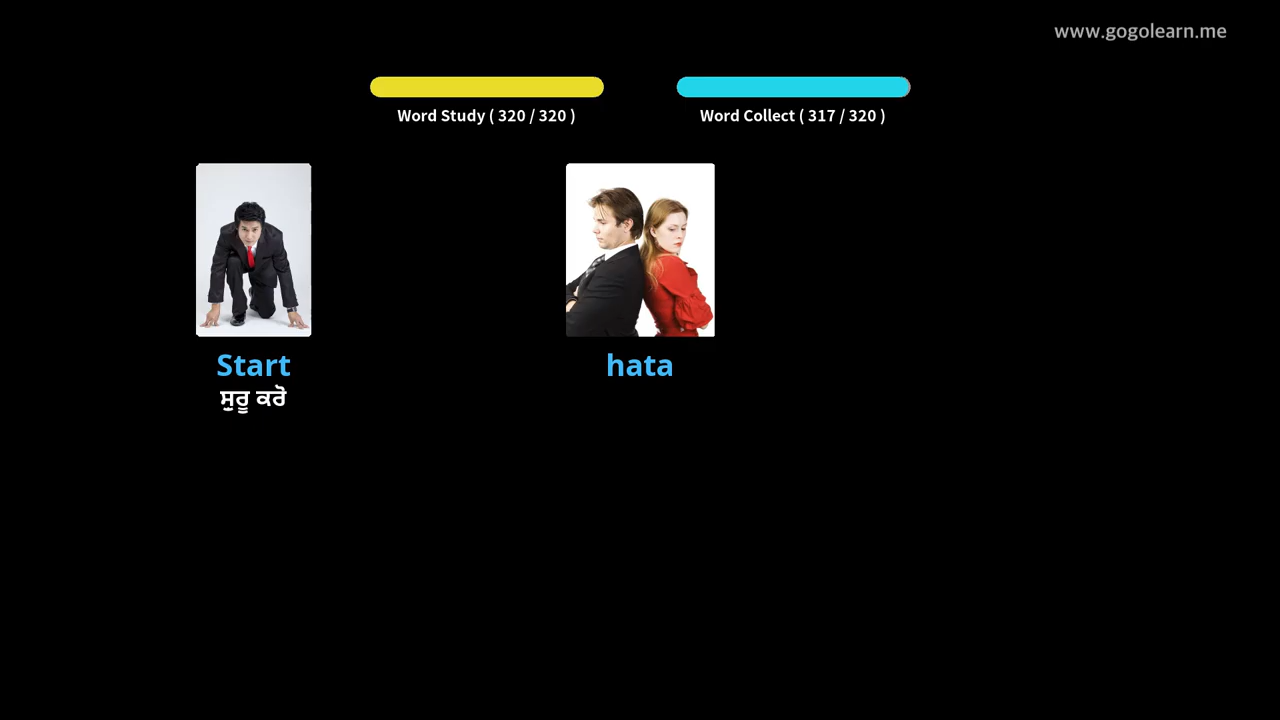 www.gogolearn.me
Word Study ( 320 / 320 )
Word Collect ( 317 / 320 )
Start
hata
ਸ਼ੁਰੂ ਕਰੋ